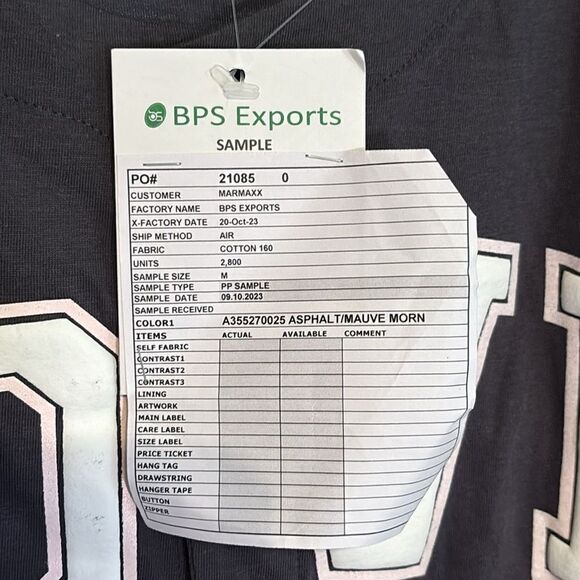 BPS Exports
SAMPLE
PO# 21085 0
CUSTOMER MARMAXX
FACTORY NAME BPS EXPORTS
X-FACTORY DATE 20-Oct-23
SHIP METHOD AIR
FABRIC COTTON 160
UNITS 2,800
SAMPLE SIZE M
SAMPLE TYPE PP SAMPLE
SAMPLE DATE 09.10.2023
SAMPLE RECEIVED
COLOR1 A355270025 ASPHALT/MAUVE MORN
ITEMS ACTUAL AVAILABLE COMMENT
SELF FABRIC
CONTRAST1
CONTRAST2
CONTRAST3
LINING
ARTWORK
MAIN LABEL
CARE LABEL
SIZE LABEL
PRICE TICKET
HANG TAG
DRAWSTRING
HANGER TAPE
BUTTON
ZIPPER